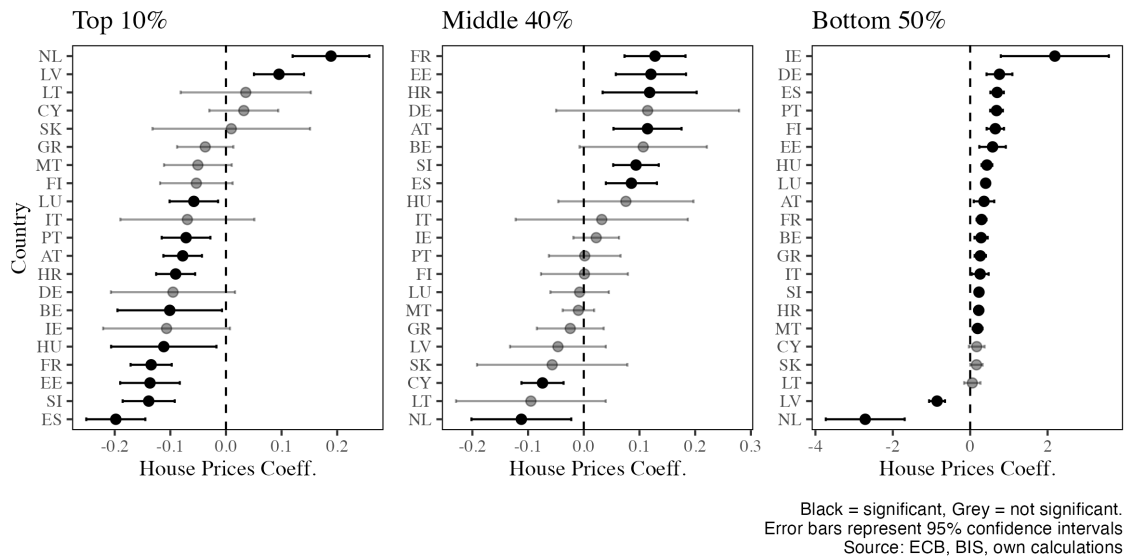 Top 10%
Middle 40%
Bottom 50%
Country
NL
LV
LT
CY
SK
GR
MT
FI
LU
IT
PT
AT
HR
DE
BE
IE
HU
FR
EE
SI
ES
-0.2 -0.1 0.0 0.1 0.2
House Prices Coeff.
FR
EE
HR
DE
AT
BE
SI
ES
HU
IT
IE
PT
FI
LU
MT
GR
LV
SK
CY
LT
NL
-0.2 -0.1 0.0 0.1 0.2 0.3
House Prices Coeff.
IE
DE
ES
PT
FI
EE
HU
LU
AT
FR
BE
GR
IT
SI
HR
MT
CY
SK
LT
LV
NL
-4 -2 0 2
House Prices Coeff.
Black = significant, Grey = not significant.
Error bars represent 95% confidence intervals
Source: ECB, BIS, own calculations